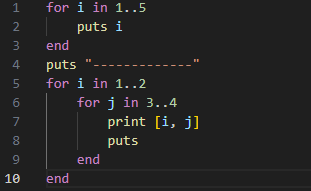 1 for i in 1..5
2     puts i
3 end
4 puts "-------------"
5 for i in 1..2
6     for j in 3..4
7         print [i, j]
8         puts
9     end
10 end